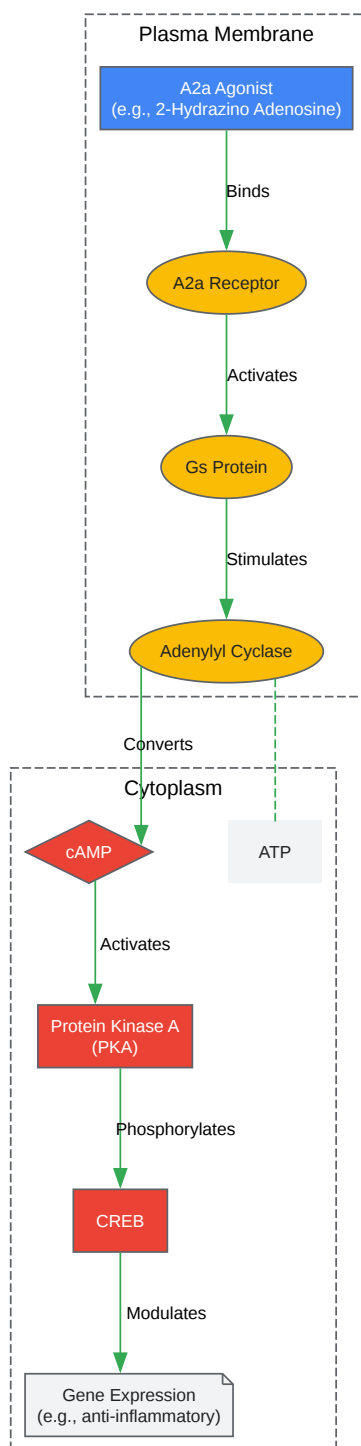 Plasma Membrane
A2a Agonist
(e.g., 2-Hydrazino Adenosine)
Binds
A2a Receptor
Activates
Gs Protein
Stimulates
Adenylyl Cyclase
Converts
Cytoplasm
cAMP
ATP
Activates
Protein Kinase A
(PKA)
Phosphorylates
CREB
Modulates
Gene Expression
(e.g., anti-inflammatory)